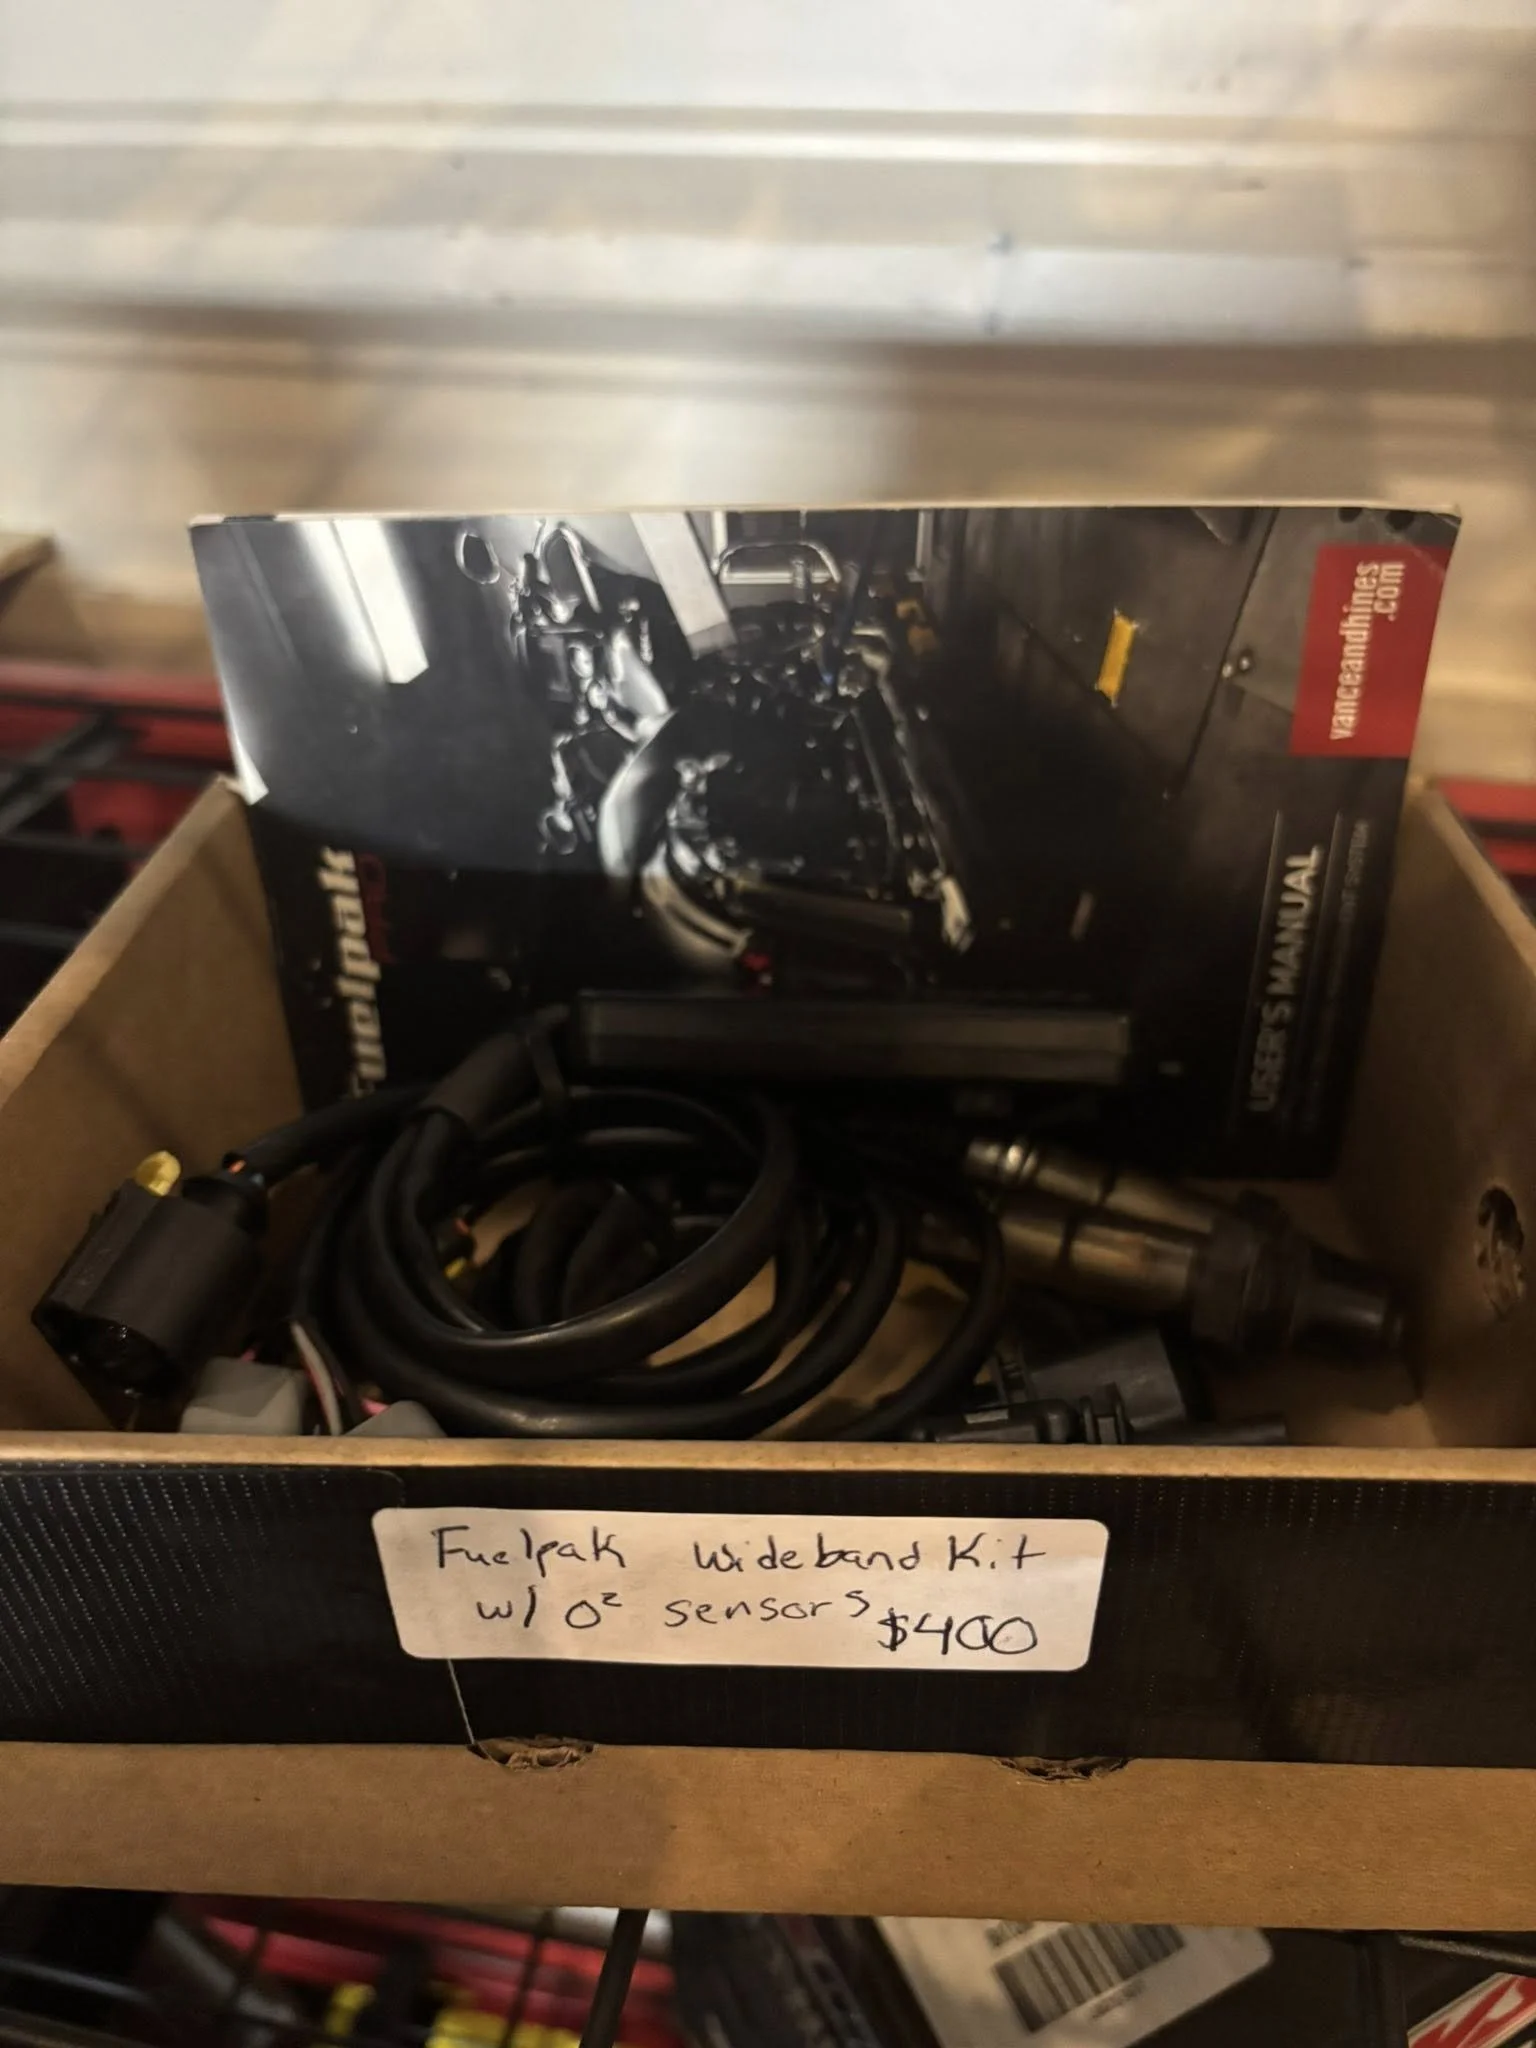 vanceandhines
.com
Fuelpak
USER'S MANUAL
Fuelpak Wideband Kit
w/ O² sensors $400